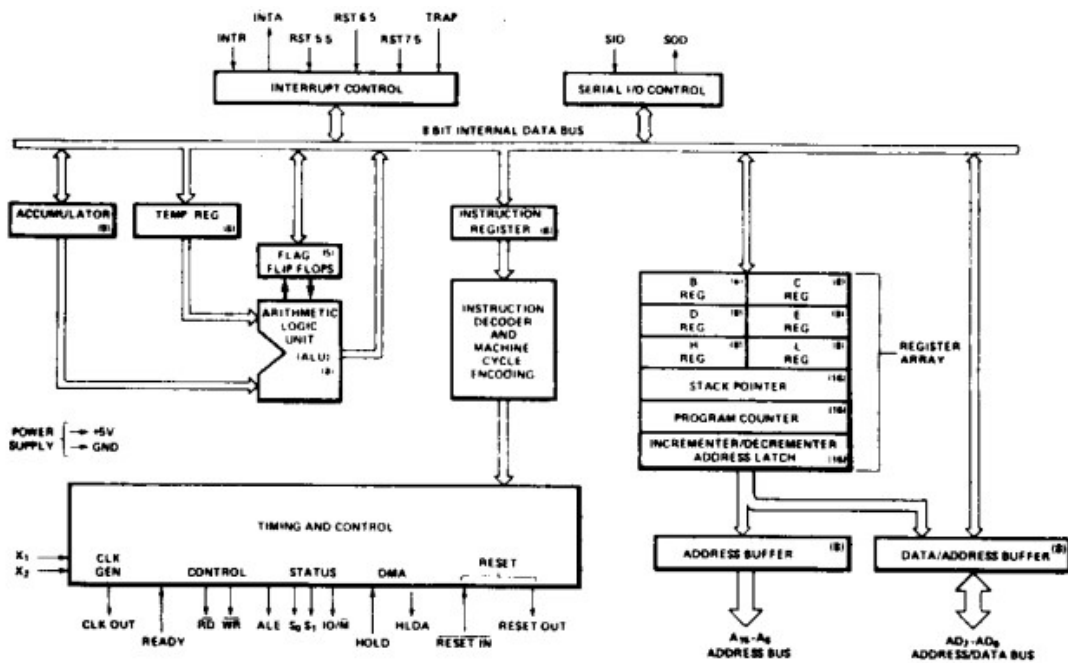 INTA RST 6 5 TRAP
INTR RST 5 5 RST 7 5
SID SOD
INTERRUPT CONTROL
SERIAL I/O CONTROL
8 BIT INTERNAL DATA BUS
ACCUMULATOR (8)
TEMP REG (8)
INSTRUCTION
REGISTER (8)
FLAG (5)
FLIP FLOPS
ARITHMETIC
LOGIC
UNIT
(ALU)
(8)
INSTRUCTION
DECODER
AND
MACHINE
CYCLE
ENCODING
B (8) C (8)
REG REG
D (8) E (8)
REG REG
H (8) L (8)
REG REG
STACK POINTER (16)
PROGRAM COUNTER (16)
INCREMENTER/DECREMENTER
ADDRESS LATCH (16)
REGISTER
ARRAY
POWER
SUPPLY
+5V
GND
TIMING AND CONTROL
X₁
X₂
CLK
GEN
CONTROL STATUS DMA RESET
CLK OUT
READY
R̅D̅ W̅R̅ ALE S₀ S₁ IO/M̅
HOLD
HLDA
R̅E̅S̅E̅T̅ I̅N̅
RESET OUT
ADDRESS BUFFER (8)
DATA/ADDRESS BUFFER (8)
A₁₅-A₈
ADDRESS BUS
AD₇-AD₀
ADDRESS/DATA BUS